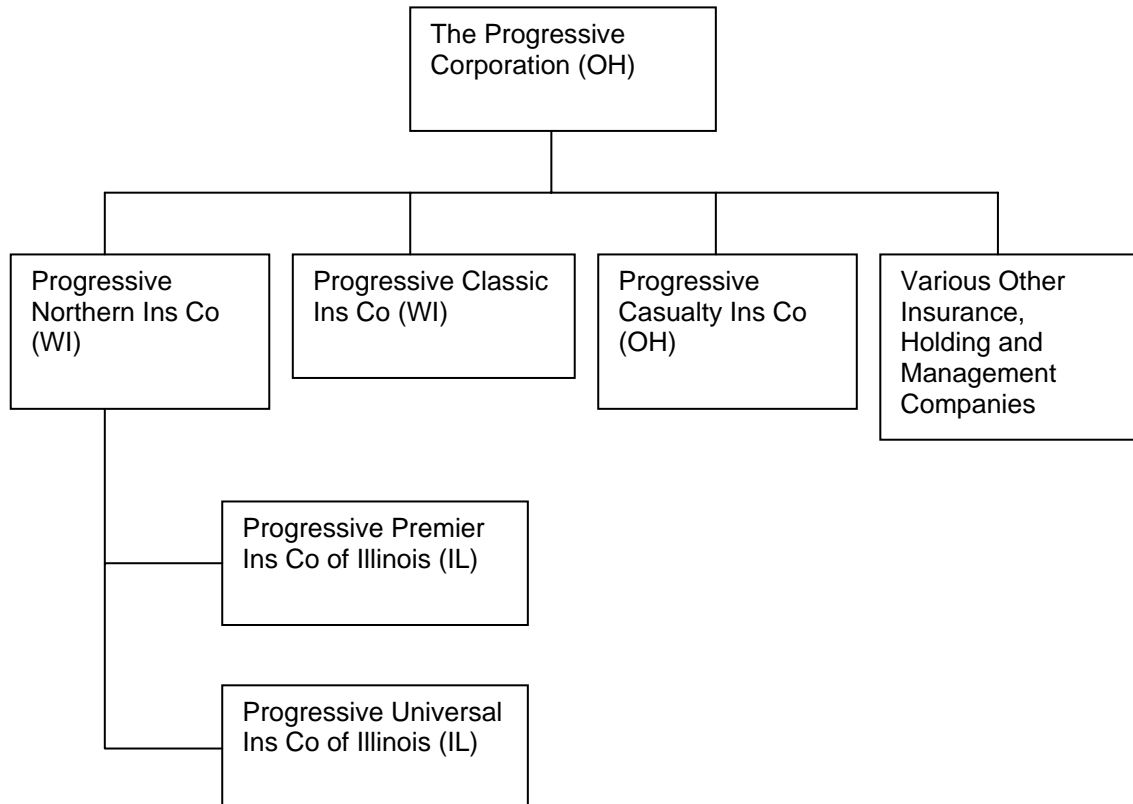 The Progressive
Corporation (OH)
Progressive
Northern Ins Co
(WI)
Progressive Classic
Ins Co (WI)
Progressive
Casualty Ins Co
(OH)
Various Other
Insurance,
Holding and
Management
Companies
Progressive Premier
Ins Co of Illinois (IL)
Progressive Universal
Ins Co of Illinois (IL)